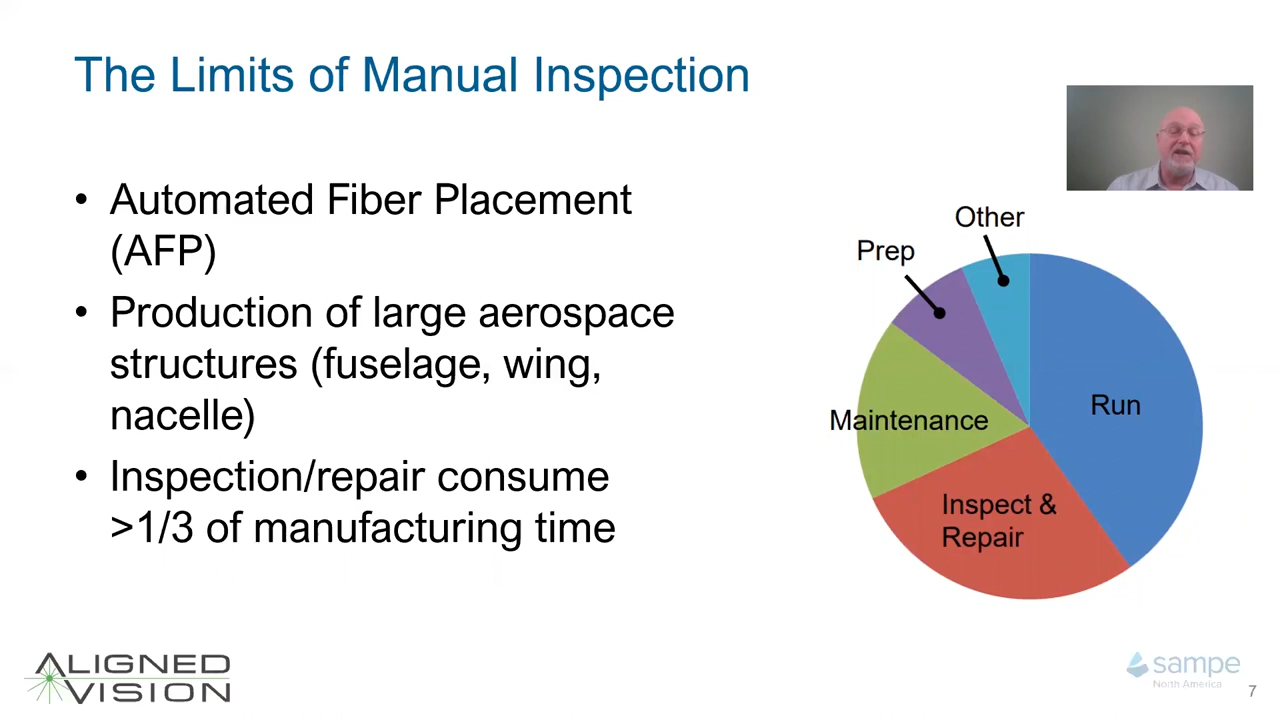 The Limits of Manual Inspection
• Automated Fiber Placement
(AFP)
• Production of large aerospace
structures (fuselage, wing,
nacelle)
• Inspection/repair consume
>1/3 of manufacturing time
Other
Prep
Run
Maintenance
Inspect &
Repair
ALIGNED
VISION
sampe
North America
7